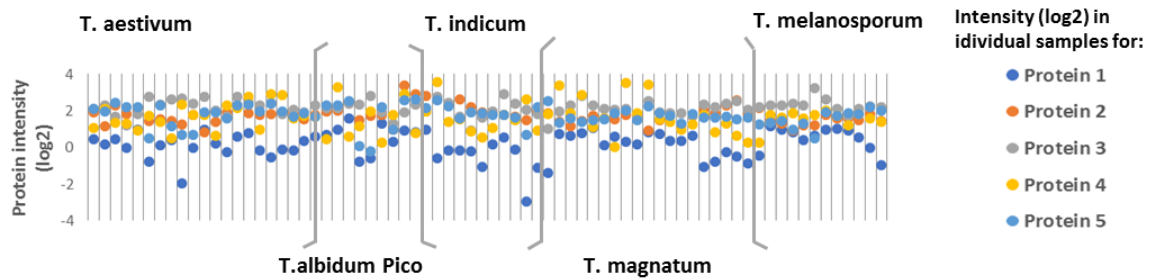 T. aestivum
T. indicum
T. melanosporum
Intensity (log2) in
idividual samples for:
Protein intensity
(log2)
4
2
0
-2
-4
Protein 1
Protein 2
Protein 3
Protein 4
Protein 5
T.albidum Pico
T. magnatum